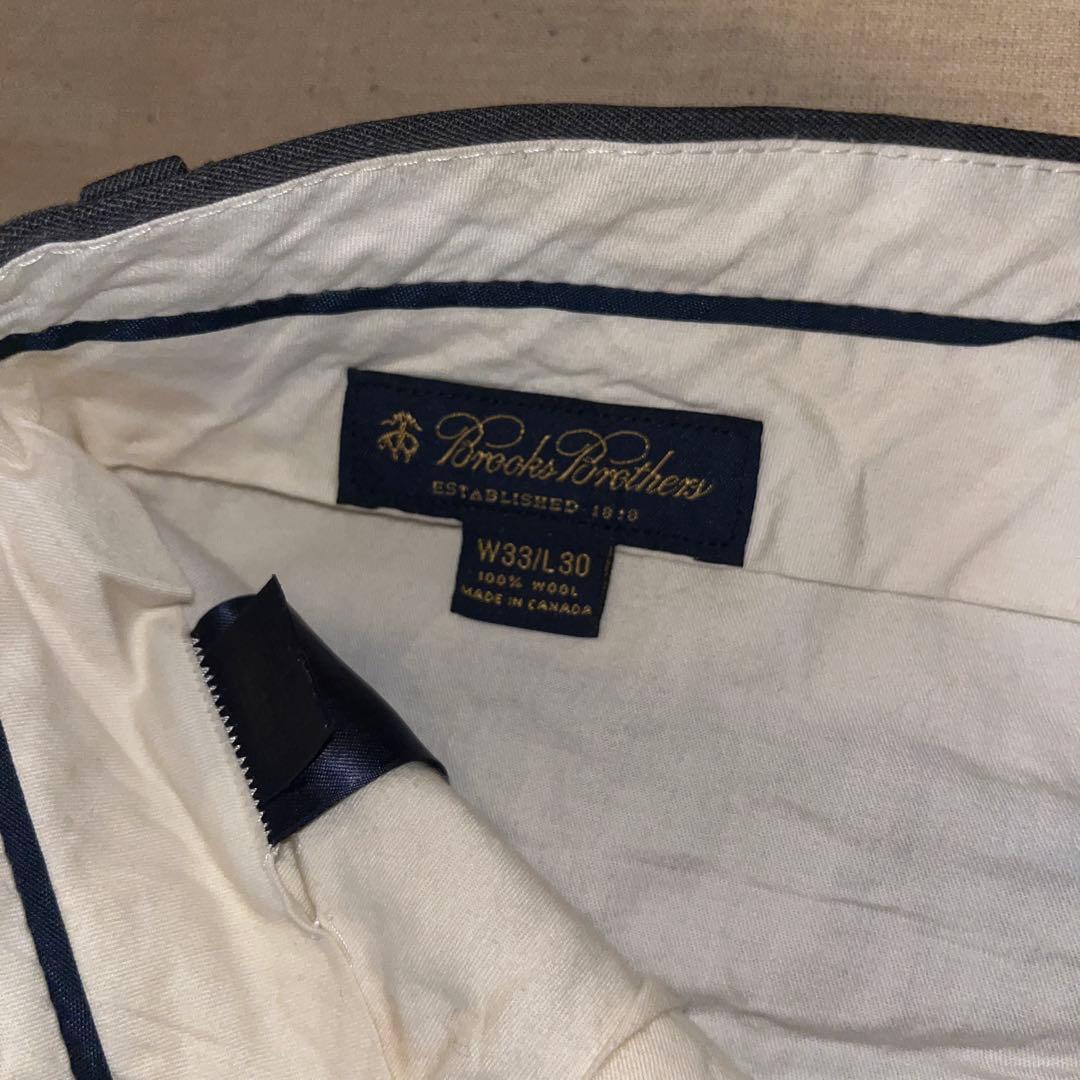 Brooks Brothers
ESTABLISHED 1818
W33/L30
100% WOOL
MADE IN CANADA